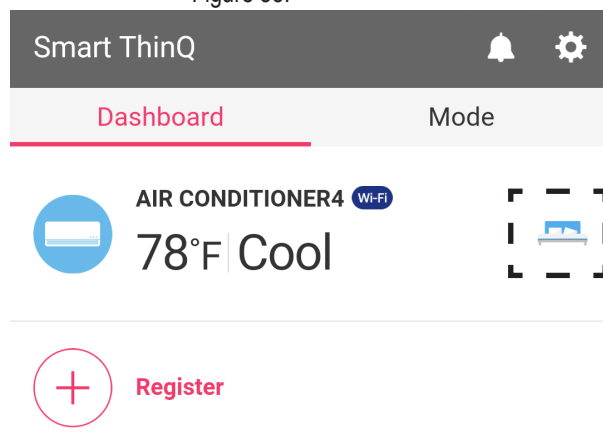 Smart ThinQ
Dashboard
Mode
AIR CONDITIONER4 Wi-Fi
78°F Cool
Register